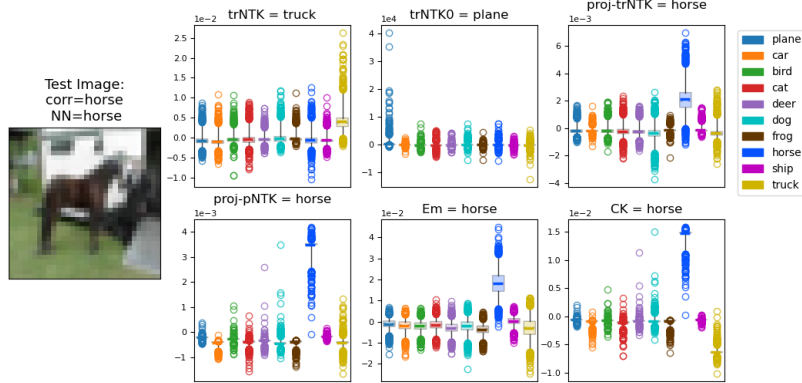 Test Image:
corr=horse
NN=horse
trNTK = truck
1e−2
2.5
2.0
1.5
1.0
0.5
0.0
−0.5
−1.0
trNTK0 = plane
1e4
4
3
2
1
0
−1
proj-trNTK = horse
1e−3
6
4
2
0
−2
−4
plane
car
bird
cat
deer
dog
frog
horse
ship
truck
proj-pNTK = horse
1e−3
4
3
2
1
0
−1
Em = horse
1e−2
4
2
0
−2
CK = horse
1e−2
1.5
1.0
0.5
0.0
−0.5
−1.0